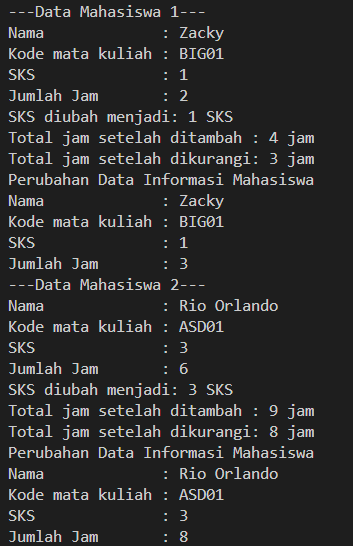 ---Data Mahasiswa 1---
Nama             : Zacky
Kode mata kuliah : BIG01
SKS              : 1
Jumlah Jam       : 2
SKS diubah menjadi: 1 SKS
Total jam setelah ditambah : 4 jam
Total jam setelah dikurangi: 3 jam
Perubahan Data Informasi Mahasiswa
Nama             : Zacky
Kode mata kuliah : BIG01
SKS              : 1
Jumlah Jam       : 3
---Data Mahasiswa 2---
Nama             : Rio Orlando
Kode mata kuliah : ASD01
SKS              : 3
Jumlah Jam       : 6
SKS diubah menjadi: 3 SKS
Total jam setelah ditambah : 9 jam
Total jam setelah dikurangi: 8 jam
Perubahan Data Informasi Mahasiswa
Nama             : Rio Orlando
Kode mata kuliah : ASD01
SKS              : 3
Jumlah Jam       : 8